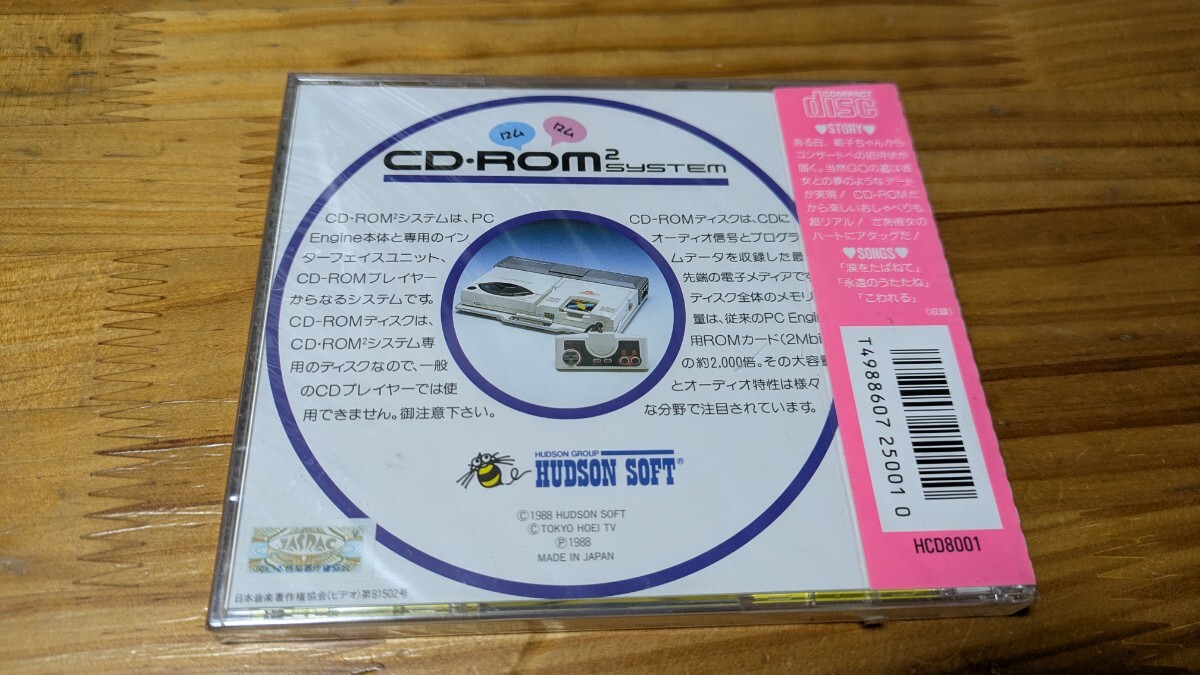 ロム ロム
CD・ROM² SYSTEM
CD・ROM²システムは、PC
Engine本体と専用のイン
ターフェイスユニット、
CD-ROMプレイヤー
からなるシステムです。
CD-ROMディスクは、
CD・ROM²システム専
用のディスクなので、一般
のCDプレイヤーでは使
用できません。御注意下さい。
CD-ROMディスクは、CDに
オーディオ信号とプログラ
ムデータを収録した最
先端の電子メディアです
ディスク全体のメモリ
量は、従来のPC Engi
用ROMカード(2Mbi
の約2,000倍。その大容量
とオーディオ特性は様々
な分野で注目されています。
HUDSON GROUP
HUDSON SOFT®
©1988 HUDSON SOFT
©TOKYO HOEI TV
Ⓟ1988
MADE IN JAPAN
JASRAC
日本音楽著作権協会(ビデオ)第81502号
COMPACT
disc
♥STORY♥
ある日、範子ちゃんから
コンサートへの招待状が
届く。当然GOの君は彼
女との夢のようなデート
が実現! CD-ROMだ
から楽しいおしゃべりも
超リアル! さあ彼女の
ハートにアタックだ!
♥SONGS♥
「涙をたばねて」
「永遠のうたたね」
「こわれる」
(収録)
T4988607 25001 0
HCD8001